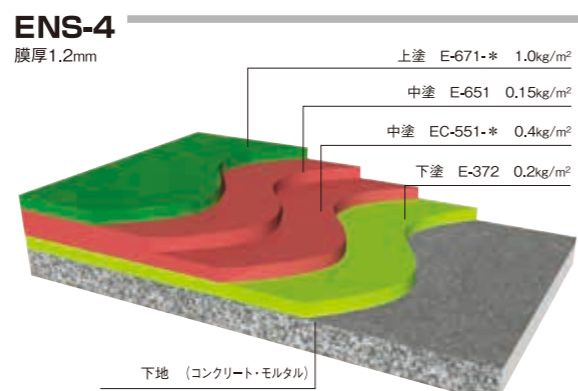 ENS-4
膜厚1.2mm
上塗 E-671-* 1.0kg/m²
中塗 E-651 0.15kg/m²
中塗 EC-551-* 0.4kg/m²
下塗 E-372 0.2kg/m²
下地 （コンクリート・モルタル）